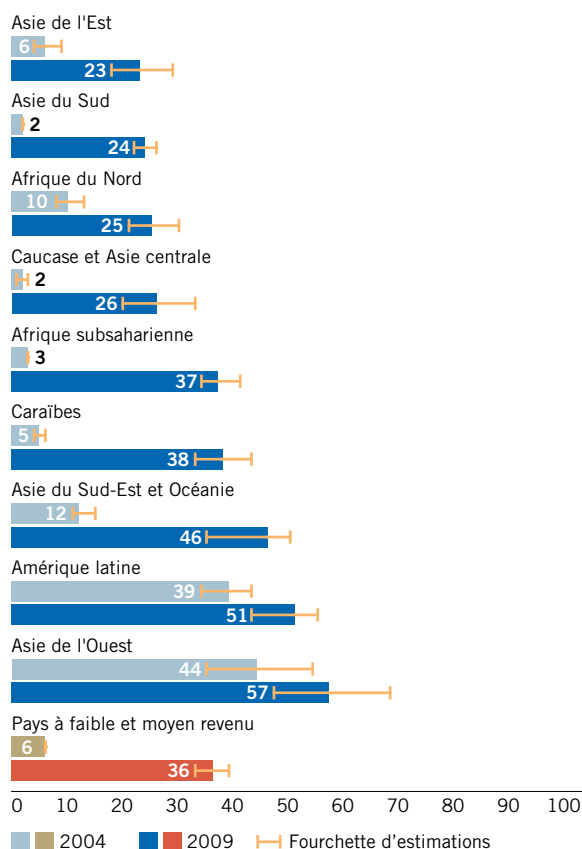 Asie de l'Est
6
23
Asie du Sud
2
24
Afrique du Nord
10
25
Caucase et Asie centrale
2
26
Afrique subsaharienne
3
37
Caraïbes
5
38
Asie du Sud-Est et Océanie
12
46
Amérique latine
39
51
Asie de l'Ouest
44
57
Pays à faible et moyen revenu
6
36
0 10 20 30 40 50 60 70 80 90 100
2004 2009 Fourchette d’estimations